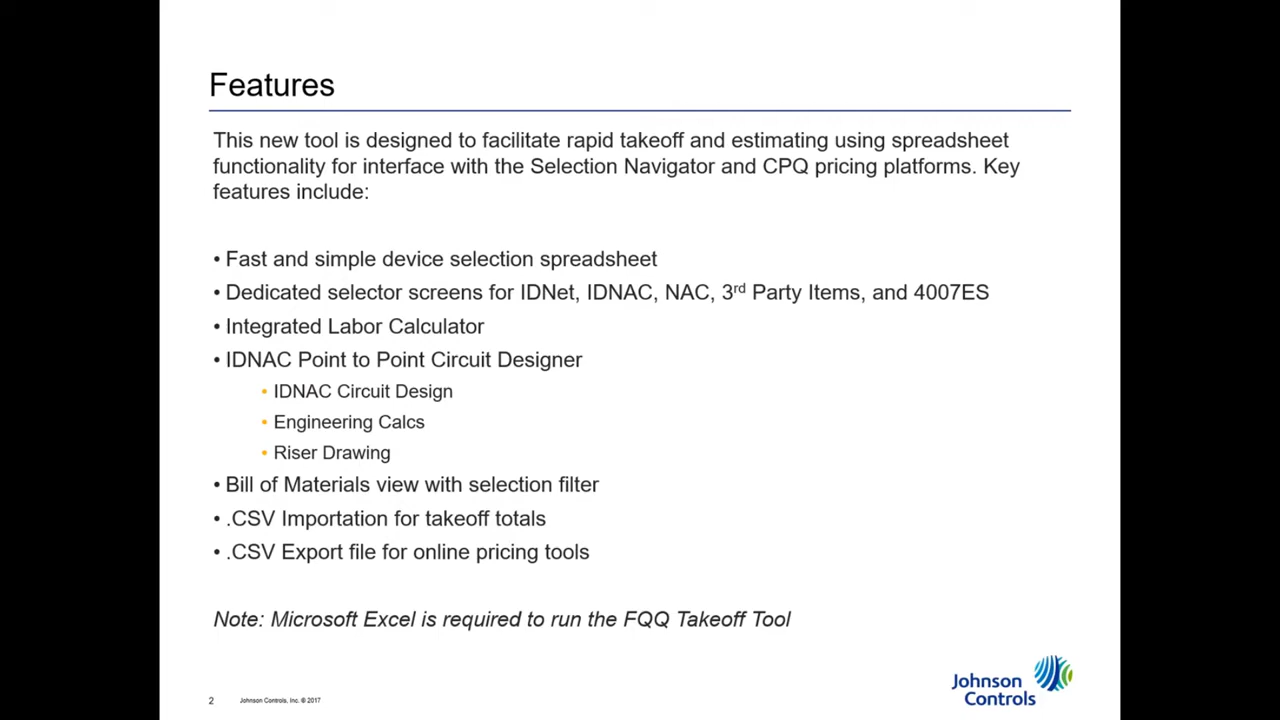 Features
This new tool is designed to facilitate rapid takeoff and estimating using spreadsheet
functionality for interface with the Selection Navigator and CPQ pricing platforms. Key
features include:
• Fast and simple device selection spreadsheet
• Dedicated selector screens for IDNet, IDNAC, NAC, 3rd Party Items, and 4007ES
• Integrated Labor Calculator
• IDNAC Point to Point Circuit Designer
• IDNAC Circuit Design
• Engineering Calcs
• Riser Drawing
• Bill of Materials view with selection filter
• .CSV Importation for takeoff totals
• .CSV Export file for online pricing tools
Note: Microsoft Excel is required to run the FQQ Takeoff Tool
2 Johnson Controls, Inc. © 2017
Johnson
Controls